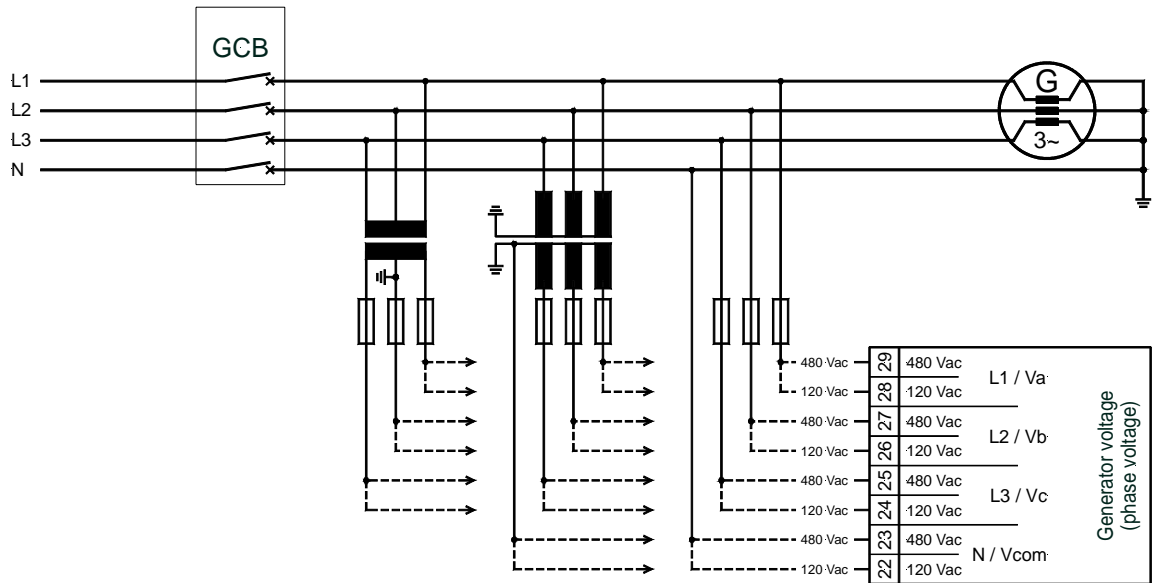 GCB
L1
L2
L3
N
G
3~
480 Vac 29 480 Vac
L1 / Va
120 Vac 28 120 Vac
480 Vac 27 480 Vac
L2 / Vb
120 Vac 26 120 Vac
480 Vac 25 480 Vac
L3 / Vc
120 Vac 24 120 Vac
480 Vac 23 480 Vac
N / Vcom
120 Vac 22 120 Vac
Generator voltage
(phase voltage)